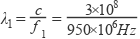 λ₁ = c / f₁ = 3×10⁸ / 950×10⁶Hz